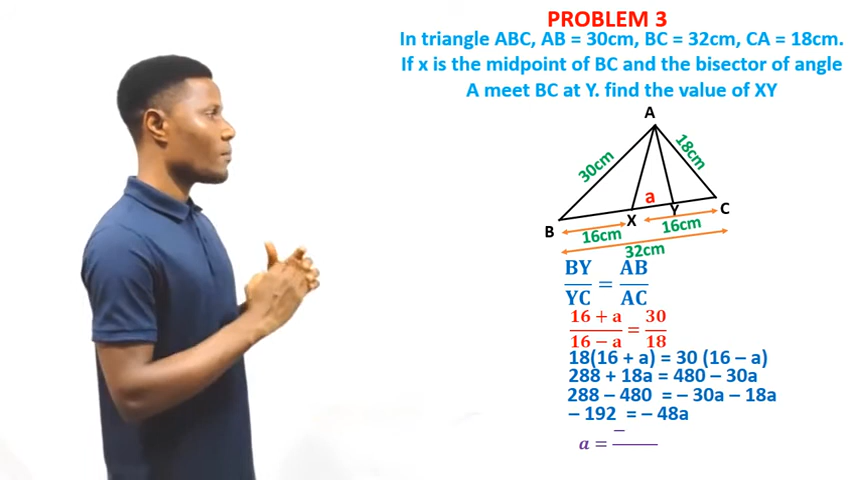 PROBLEM 3
In triangle ABC, AB = 30cm, BC = 32cm, CA = 18cm.
If x is the midpoint of BC and the bisector of angle
A meet BC at Y. find the value of XY
A
30cm
18cm
a
B
X
Y
C
16cm
16cm
32cm
BY/YC = AB/AC
16 + a/16 – a = 30/18
18(16 + a) = 30 (16 – a)
288 + 18a = 480 – 30a
288 – 480 = – 30a – 18a
– 192 = – 48a
a = –